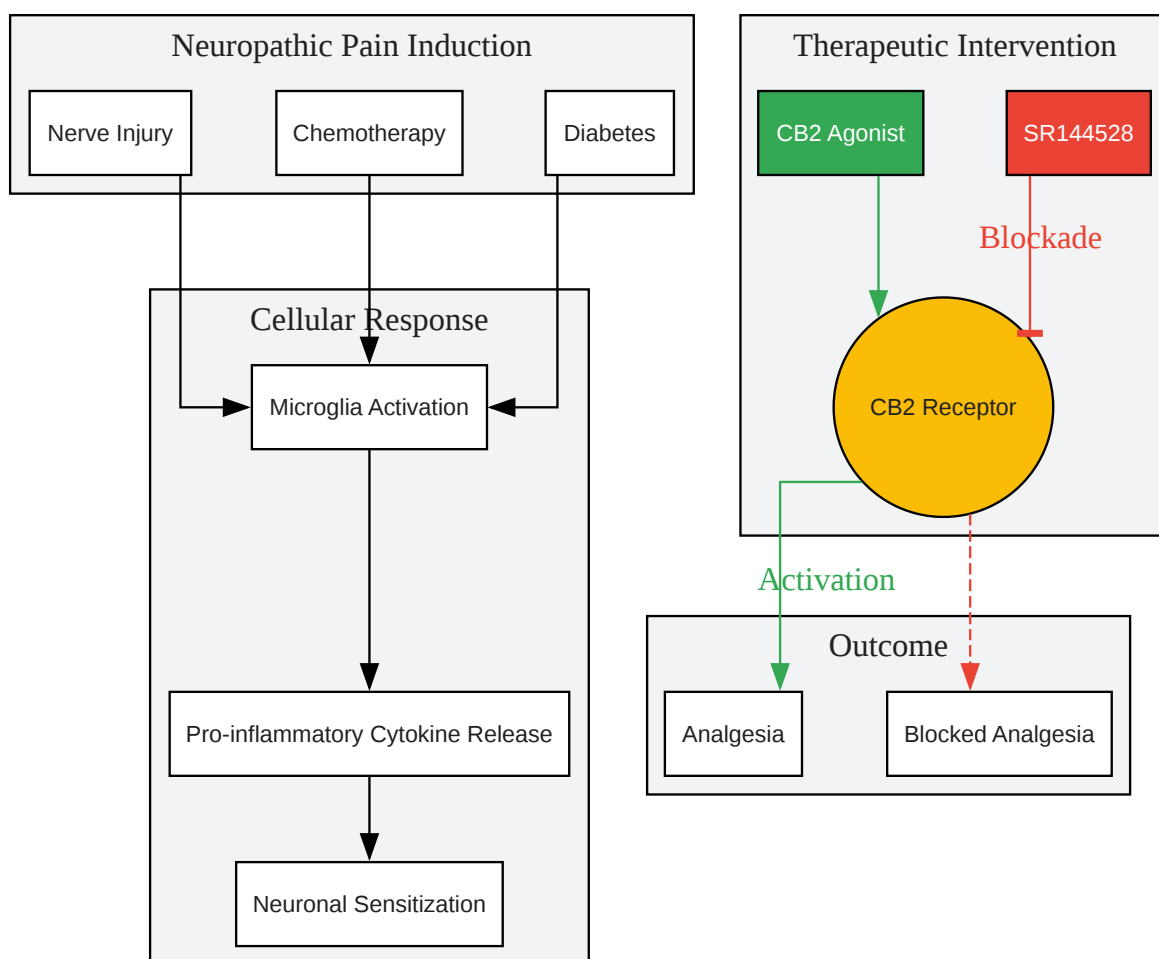 Neuropathic Pain Induction
Nerve Injury
Chemotherapy
Diabetes
Therapeutic Intervention
CB2 Agonist
SR144528
Blockade
Cellular Response
Microglia Activation
CB2 Receptor
Activation
Outcome
Analgesia
Blocked Analgesia
Pro-inflammatory Cytokine Release
Neuronal Sensitization